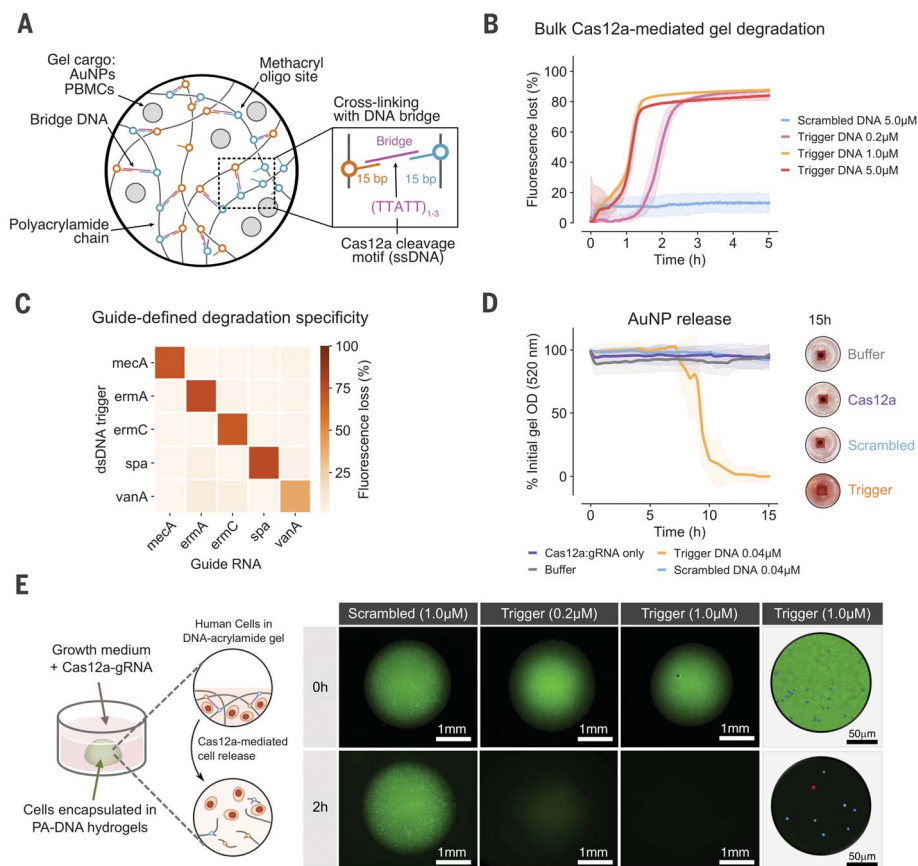 A
Gel cargo:
AuNPs
PBMCs
Methacryl
oligo site
Bridge DNA
Cross-linking
with DNA bridge
Bridge
15 bp
15 bp
(TTATT)1-3
Polyacrylamide
chain
Cas12a cleavage
motif (ssDNA)
B
Bulk Cas12a-mediated gel degradation
Fluorescence lost (%)
100
80
60
40
20
0
0
1
2
3
4
5
Time (h)
Scrambled DNA 5.0µM
Trigger DNA 0.2µM
Trigger DNA 1.0µM
Trigger DNA 5.0µM
C
Guide-defined degradation specificity
dsDNA trigger
mecA
ermA
ermC
spa
vanA
mecA
ermA
ermC
spa
vanA
Guide RNA
100
75
50
25
Fluorescence loss (%)
D
AuNP release
% Initial gel OD (520 nm)
100
50
0
0
5
10
15
Time (h)
Cas12a:gRNA only
Buffer
Trigger DNA 0.04µM
Scrambled DNA 0.04µM
15h
Buffer
Cas12a
Scrambled
Trigger
E
Growth medium
+ Cas12a-gRNA
Cells encapsulated in
PA-DNA hydrogels
Human Cells in
DNA-acrylamide gel
Cas12a-mediated
cell release
Scrambled (1.0µM)
Trigger (0.2µM)
Trigger (1.0µM)
Trigger (1.0µM)
0h
1mm
1mm
1mm
50µm
2h
1mm
1mm
1mm
50µm